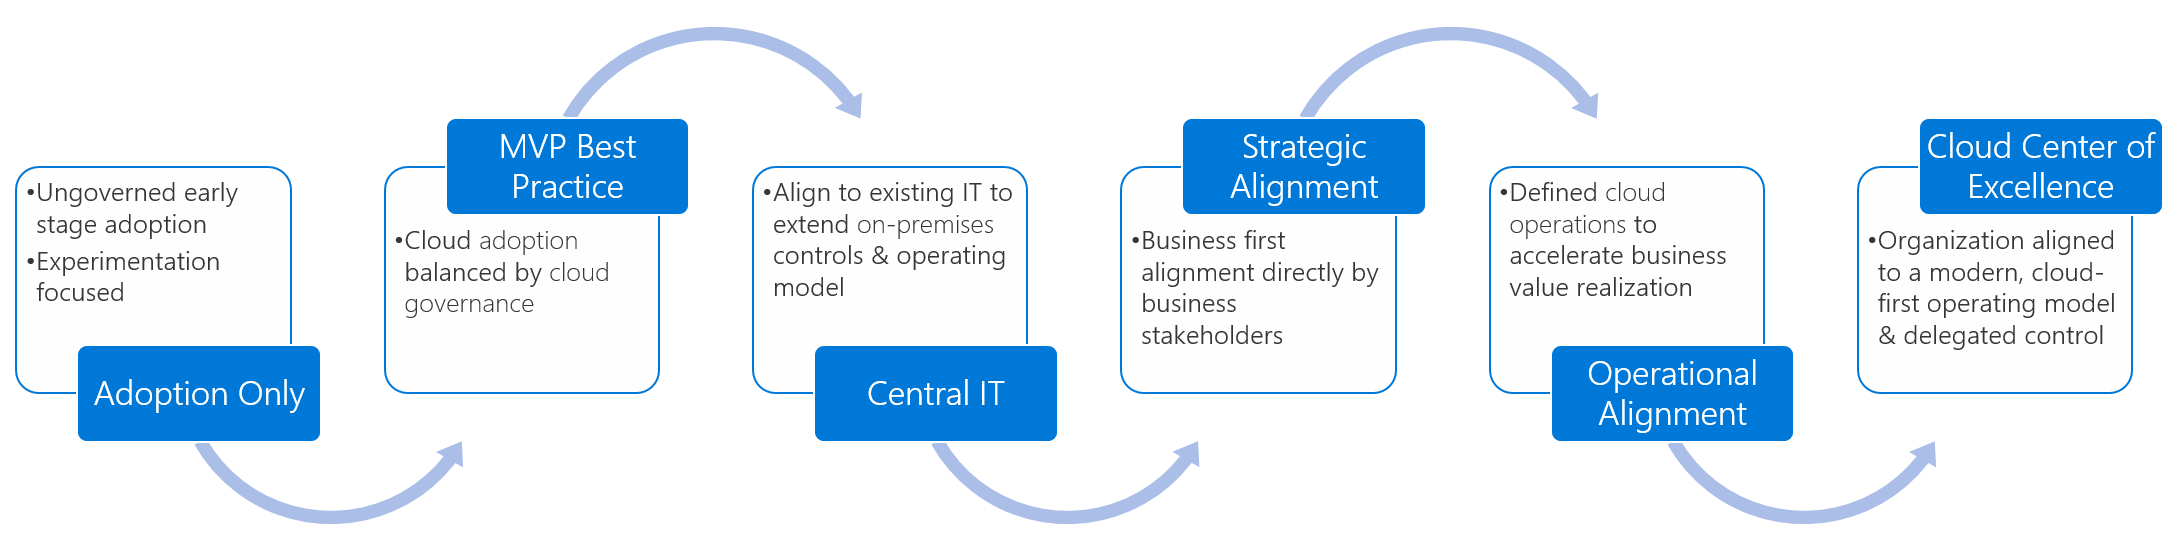 •Ungoverned early
stage adoption
•Experimentation
focused
Adoption Only
MVP Best
Practice
•Cloud adoption
balanced by cloud
governance
•Align to existing IT to
extend on-premises
controls & operating
model
Central IT
Strategic
Alignment
•Business first
alignment directly by
business
stakeholders
•Defined cloud
operations to
accelerate business
value realization
Operational
Alignment
Cloud Center of
Excellence
•Organization aligned
to a modern, cloud-
first operating model
& delegated control